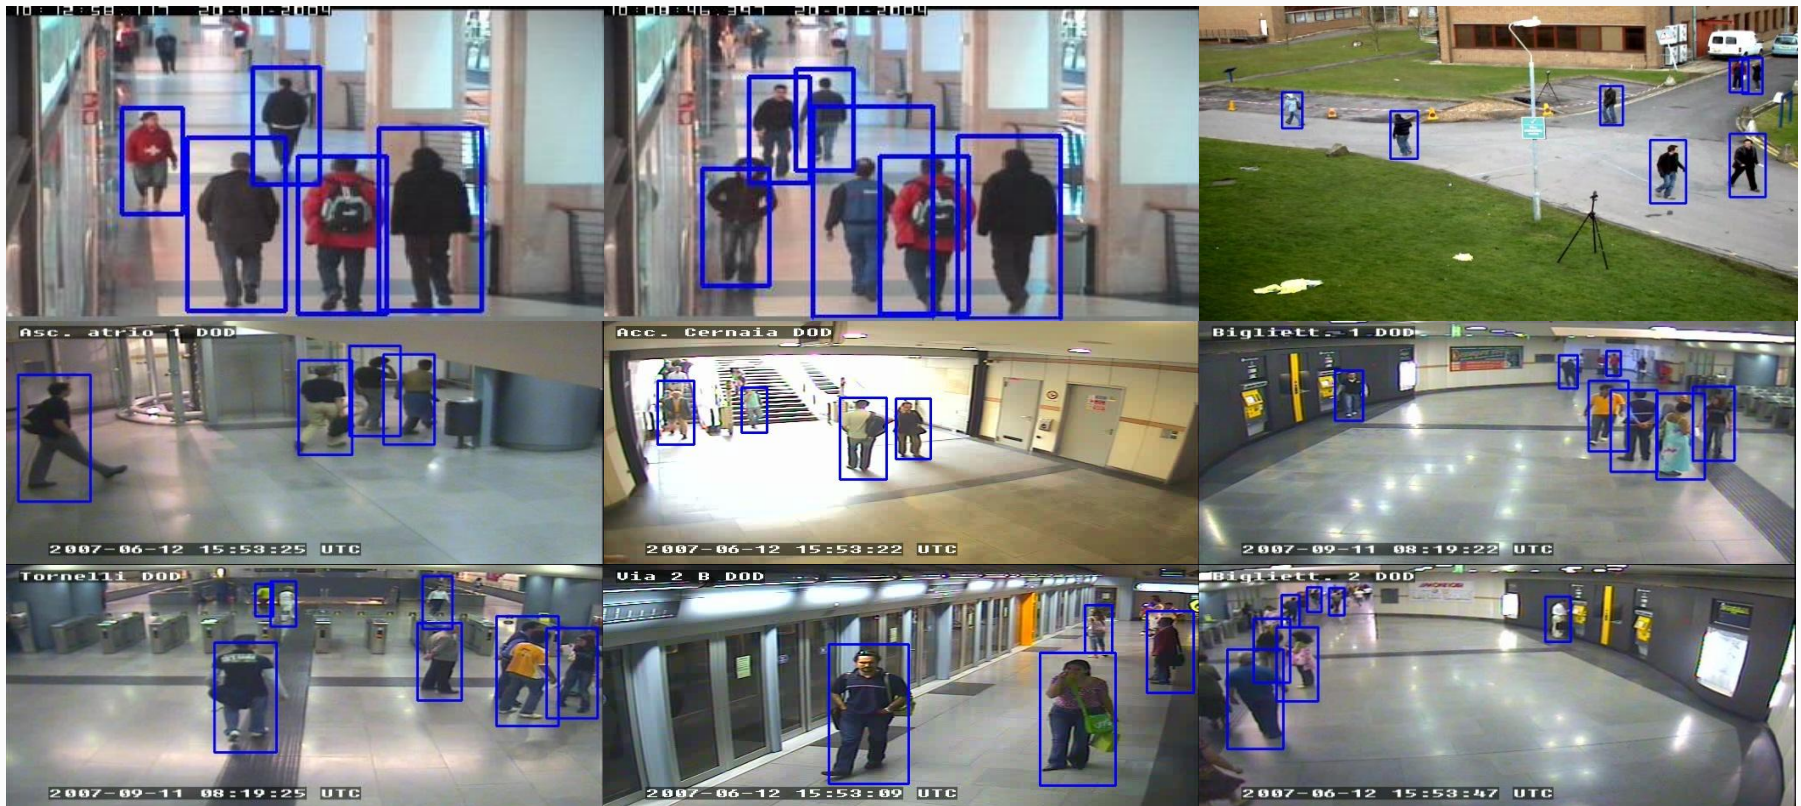 Asc. atrio 1 DOD
Acc. Cernaia DOD
Bigliett. 1 DOD
2007-06-12 15:53:25 UTC
2007-06-12 15:53:22 UTC
2007-09-11 08:19:22 UTC
Tornelli DOD
Via 2 B DOD
Bigliett. 2 DOD
2007-09-11 08:19:25 UTC
2007-06-12 15:53:09 UTC
2007-06-12 15:53:47 UTC